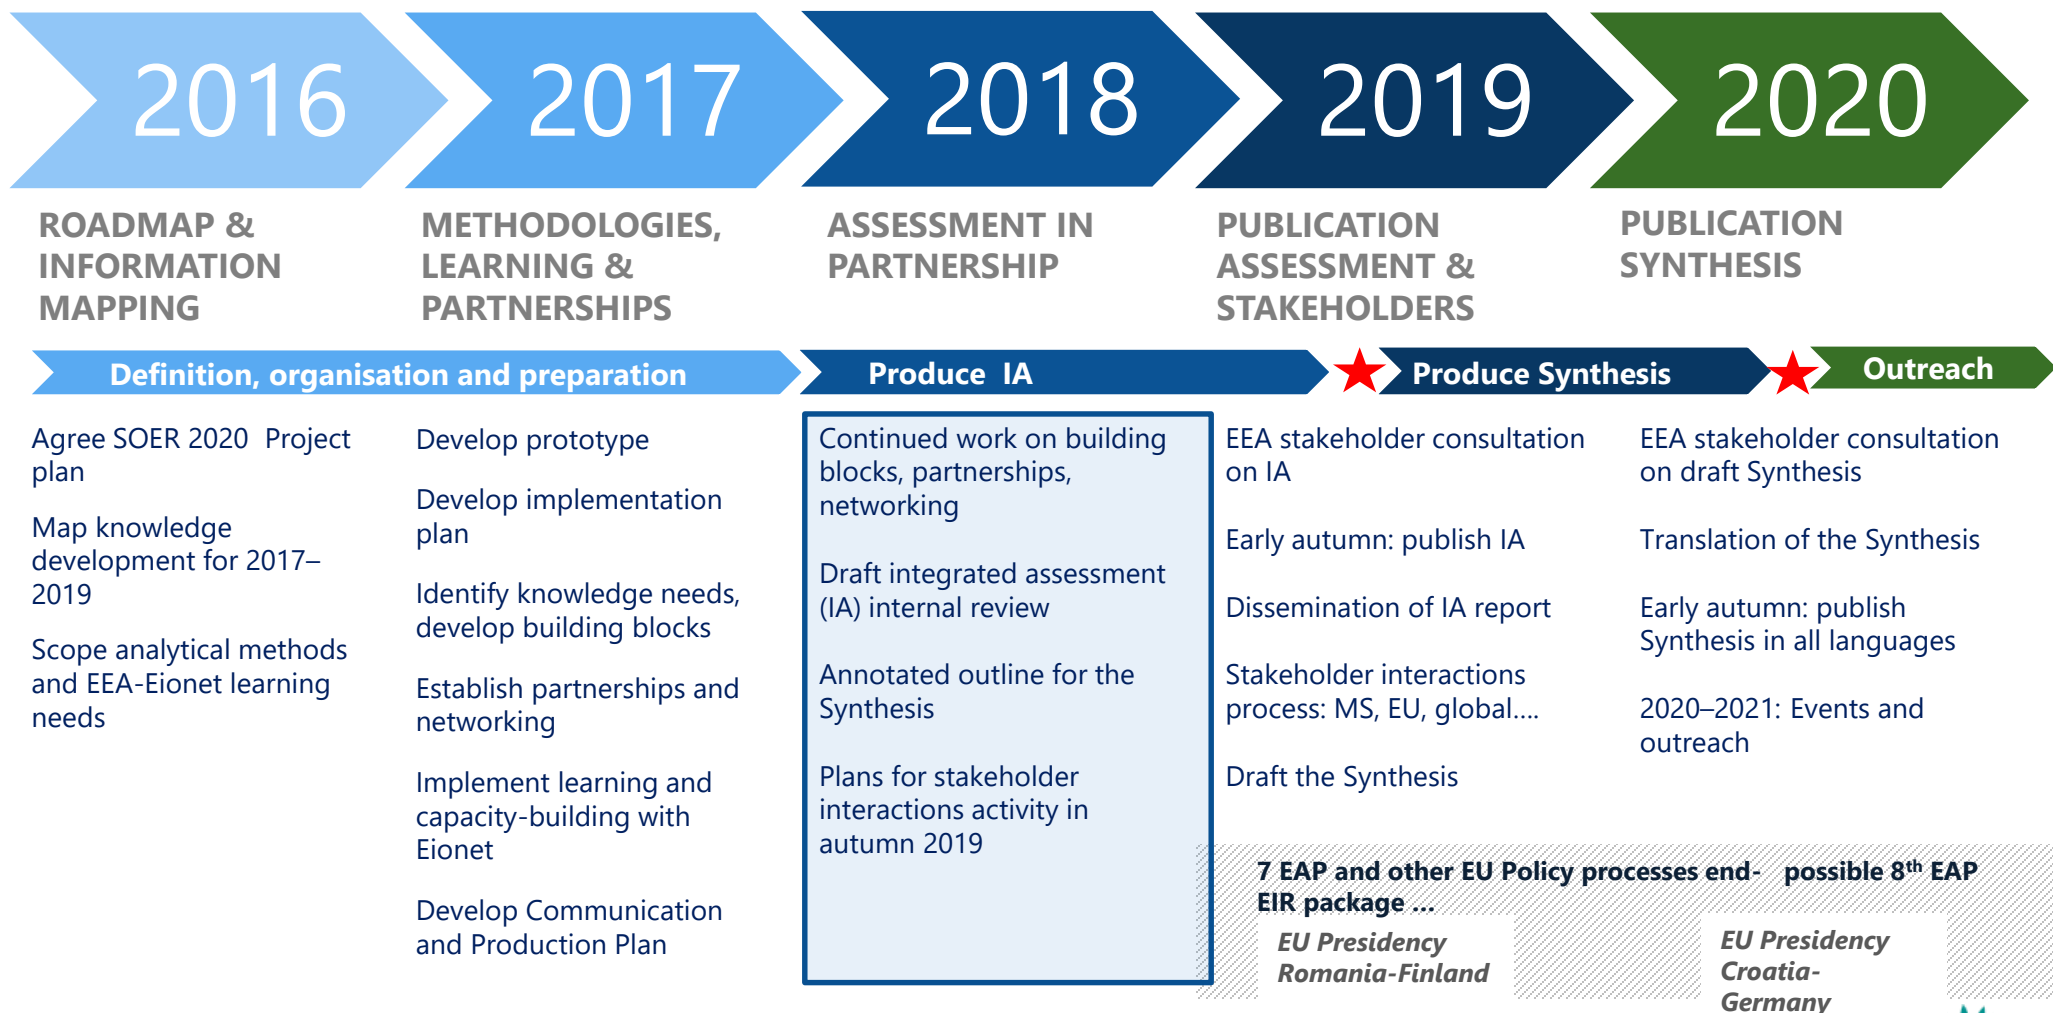 2016
2017
2018
2019
2020
ROADMAP &
INFORMATION
MAPPING
METHODOLOGIES,
LEARNING &
PARTNERSHIPS
ASSESSMENT IN
PARTNERSHIP
PUBLICATION
ASSESSMENT &
STAKEHOLDERS
PUBLICATION
SYNTHESIS
Definition, organisation and preparation
Produce IA
Produce Synthesis
Outreach
Agree SOER 2020 Project
plan
Map knowledge
development for 2017–
2019
Scope analytical methods
and EEA-Eionet learning
needs
Develop prototype
Develop implementation
plan
Identify knowledge needs,
develop building blocks
Establish partnerships and
networking
Implement learning and
capacity-building with
Eionet
Develop Communication
and Production Plan
Continued work on building
blocks, partnerships,
networking
Draft integrated assessment
(IA) internal review
Annotated outline for the
Synthesis
Plans for stakeholder
interactions activity in
autumn 2019
EEA stakeholder consultation
on IA
Early autumn: publish IA
Dissemination of IA report
Stakeholder interactions
process: MS, EU, global....
Draft the Synthesis
EEA stakeholder consultation
on draft Synthesis
Translation of the Synthesis
Early autumn: publish
Synthesis in all languages
2020–2021: Events and
outreach
7 EAP and other EU Policy processes end- possible 8th EAP
EIR package ...
EU Presidency
Romania-Finland
EU Presidency
Croatia-
Germany